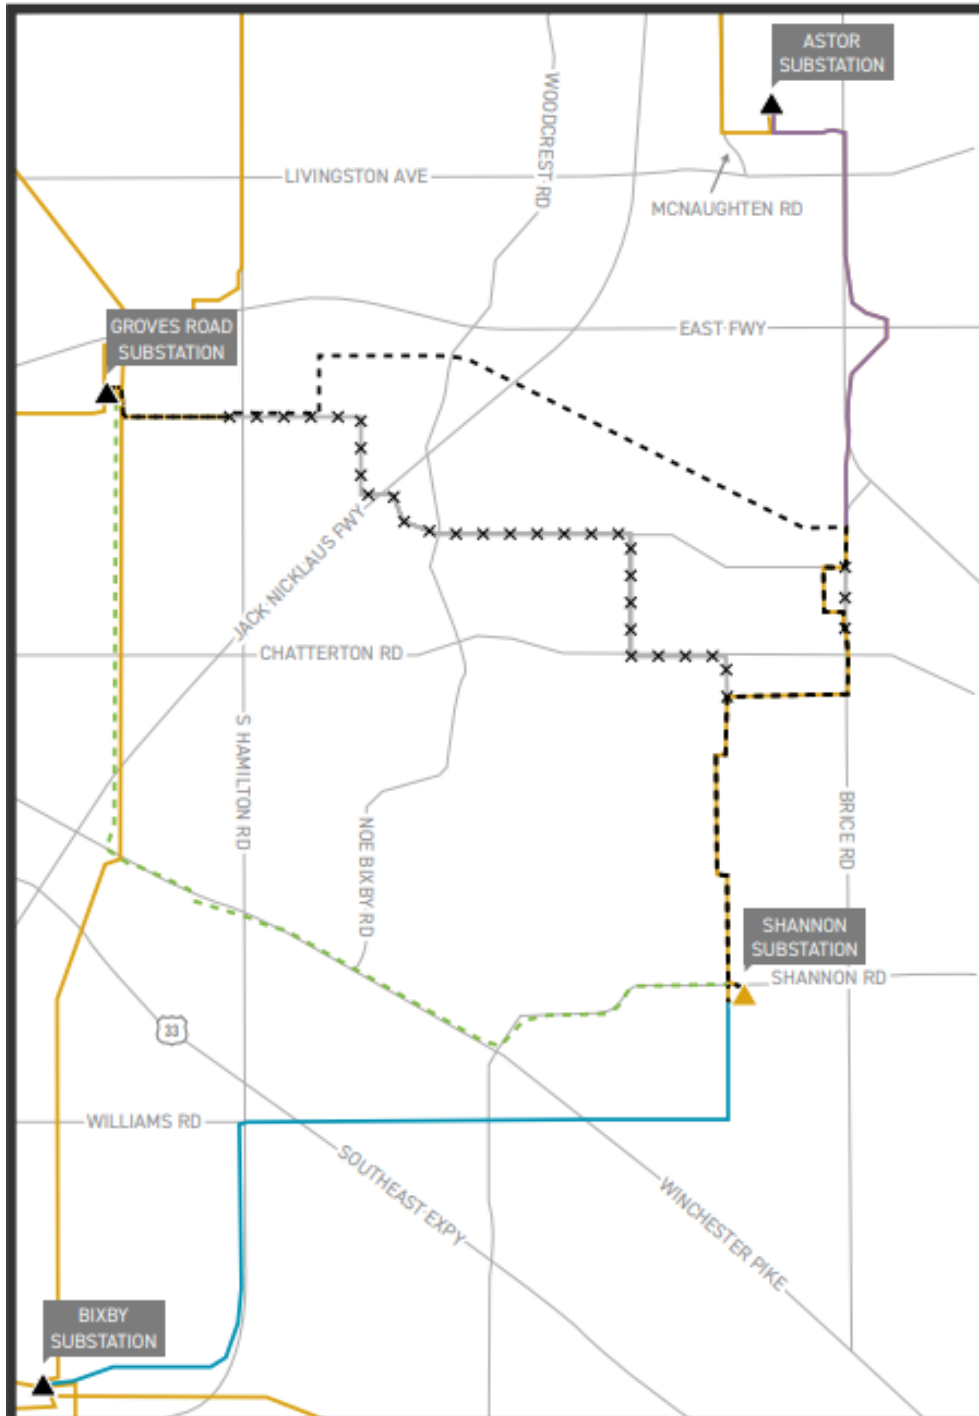 ASTOR
SUBSTATION
WOODCREST RD
LIVINGSTON AVE
MCNAUGHTEN RD
GROVES ROAD
SUBSTATION
EAST FWY
JACK NICKLAUS FWY
CHATTERTON RD
S HAMILTON RD
NOE BIXBY RD
BRICE RD
SHANNON
SUBSTATION
SHANNON RD
33
WILLIAMS RD
SOUTHEAST EXPY
WINCHESTER PIKE
BIXBY
SUBSTATION